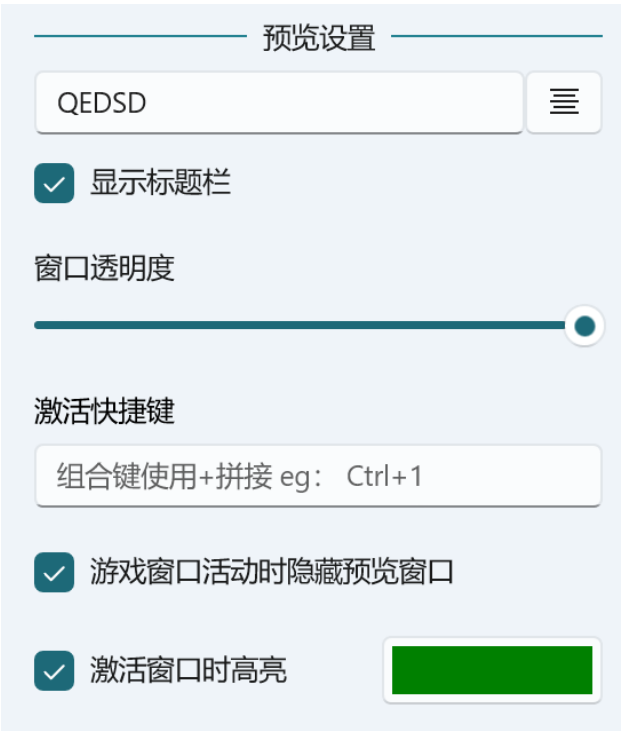 预览设置
QEDSD
显示标题栏
窗口透明度
激活快捷键
组合键使用+拼接 eg： Ctrl+1
游戏窗口活动时隐藏预览窗口
激活窗口时高亮